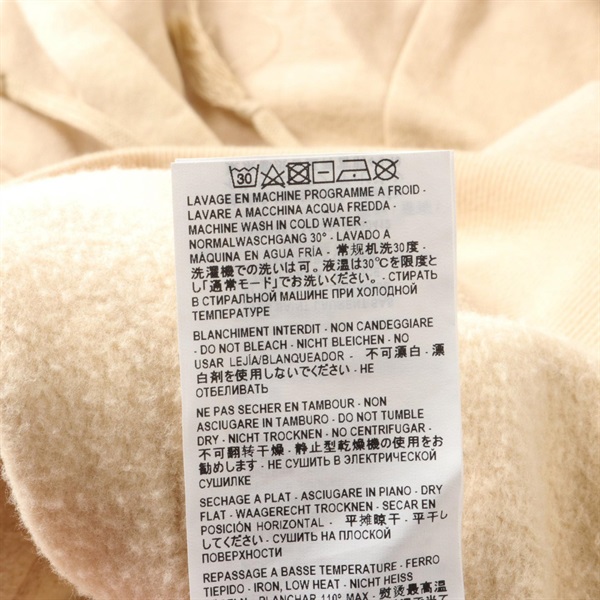 30
LAVAGE EN MACHINE PROGRAMME A FROID -
LAVARE A MACCHINA ACQUA FREDDA -
MACHINE WASH IN COLD WATER -
NORMALWASCHGANG 30° - LAVADO A
MÁQUINA EN AGUA FRÍA - 常规机洗30度 -
洗濯機での洗いは可。液温は30℃を限度と
し「通常モード」でお洗いください。- СТИРАТЬ
В СТИРАЛЬНОЙ МАШИНЕ ПРИ ХОЛОДНОЙ
ТЕМПЕРАТУРЕ
BLANCHIMENT INTERDIT - NON CANDEGGIARE
- DO NOT BLEACH - NICHT BLEICHEN - NO
USAR LEJÍA/BLANQUEADOR - 不可漂白 - 漂
白剤を使用しないでください - НЕ
ОТБЕЛИВАТЬ
NE PAS SECHER EN TAMBOUR - NON
ASCIUGARE IN TAMBURO - DO NOT TUMBLE
DRY - NICHT TROCKNEN - NO CENTRIFUGAR -
不可翻转干燥 - 静止型乾燥機の使用をお
勧めします - НЕ СУШИТЬ В ЭЛЕКТРИЧЕСКОЙ
СУШИЛКЕ
SECHAGE A PLAT - ASCIUGARE IN PIANO - DRY
FLAT - WAAGERECHT TROCKNEN - SECAR EN
POSICIÓN HORIZONTAL - 平摊晾干 - 平干し
してください - СУШИТЬ НА ПЛОСКОЙ
ПОВЕРХНОСТИ
REPASSAGE A BASSE TEMPERATURE - FERRO
TIEPIDO - IRON, LOW HEAT - NICHT HEISS
PLANCHAR MÁX 110° - 熨烫最高温